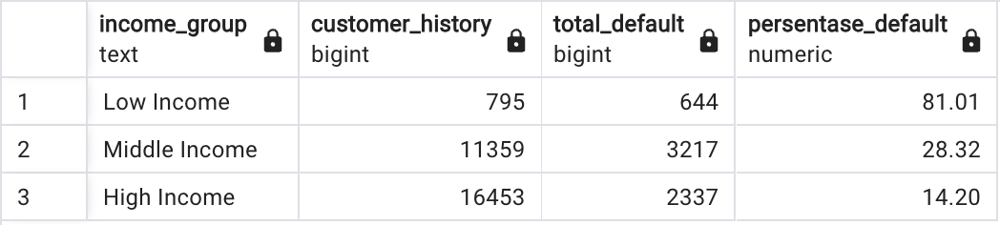 income_group customer_history total_default persentase_default
text bigint bigint numeric
1 Low Income 795 644 81.01
2 Middle Income 11359 3217 28.32
3 High Income 16453 2337 14.20